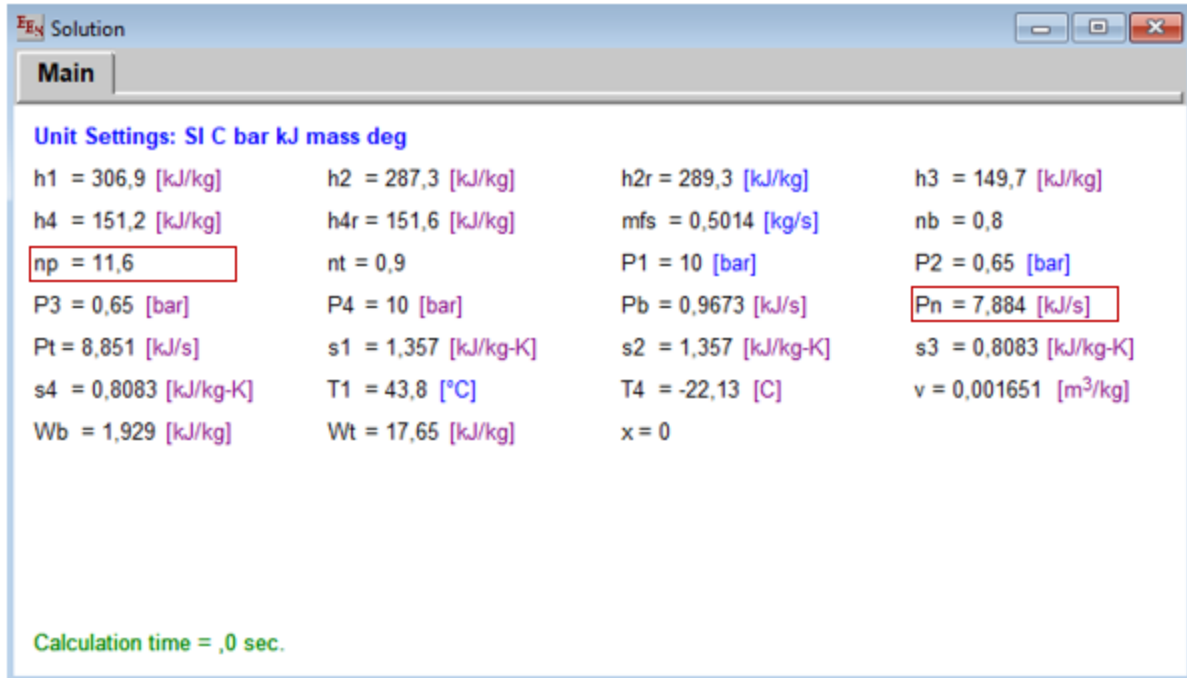 EES Solution
Main
Unit Settings: SI C bar kJ mass deg
h1 = 306,9 [kJ/kg] h2 = 287,3 [kJ/kg] h2r = 289,3 [kJ/kg] h3 = 149,7 [kJ/kg]
h4 = 151,2 [kJ/kg] h4r = 151,6 [kJ/kg] mfs = 0,5014 [kg/s] nb = 0,8
np = 11,6 nt = 0,9 P1 = 10 [bar] P2 = 0,65 [bar]
P3 = 0,65 [bar] P4 = 10 [bar] Pb = 0,9673 [kJ/s] Pn = 7,884 [kJ/s]
Pt = 8,851 [kJ/s] s1 = 1,357 [kJ/kg-K] s2 = 1,357 [kJ/kg-K] s3 = 0,8083 [kJ/kg-K]
s4 = 0,8083 [kJ/kg-K] T1 = 43,8 [°C] T4 = -22,13 [C] v = 0,001651 [m³/kg]
Wb = 1,929 [kJ/kg] Wt = 17,65 [kJ/kg] x = 0
Calculation time = ,0 sec.